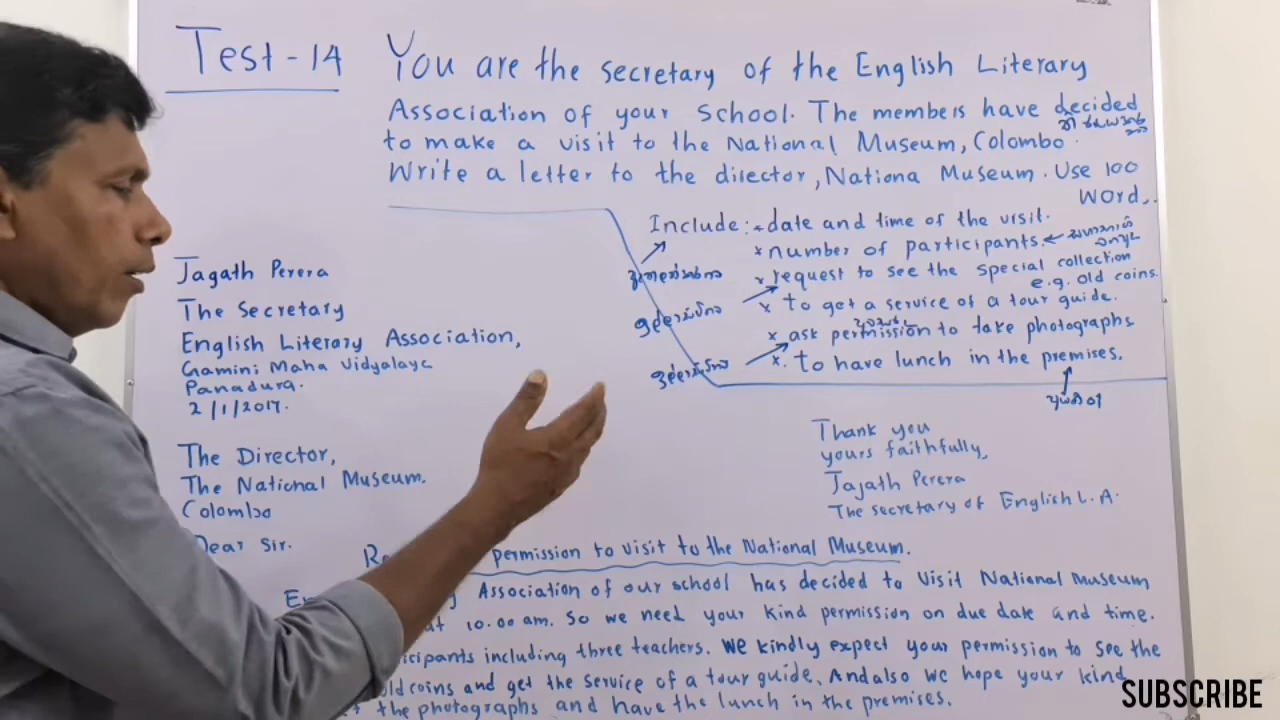 Test-14
You are the secretary of the English Literary
Association of your School. The members have decided
to make a visit to the National Museum, Colombo.
Write a letter to the director, Nationa Museum. Use 100
Word..
Include: * date and time of the visit.
* number of participants.
* request to see the special collection
e.g. old coins.
* to get a service of a tour guide.
* ask permission to take photographs
* to have lunch in the premises.
Jagath Perera
The Secretary
English Literary Association,
Gamini Maha Vidyalaya
Panadura.
2/1/2017.
The Director,
The National Museum.
Colombo
Dear Sir.
Thank you
yours faithfully,
Jajath Perera
The secretary of English L.A.
permission to visit to the National Museum.
Association of our school has decided to visit National Museum
at 10.00 am. So we need your kind permission on due date and time.
including three teachers. We kindly expect your permission to see the
old coins and get the service of a tour guide. And also we hope your kind
the photographs and have the lunch in the premises.
SUBSCRIBE